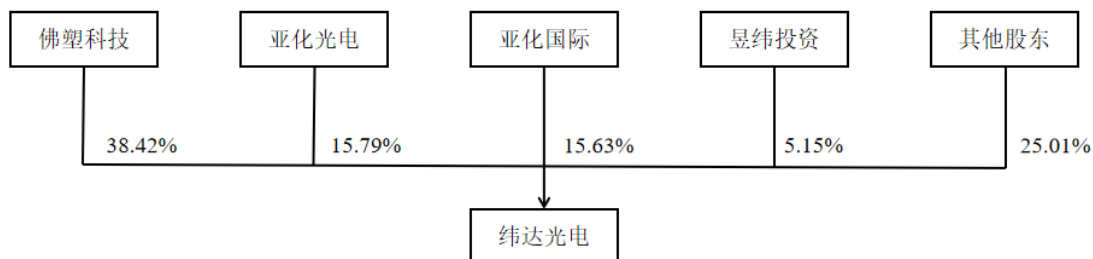 佛塑科技
亚化光电
亚化国际
昱纬投资
其他股东
38.42%
15.79%
15.63%
5.15%
25.01%
纬达光电